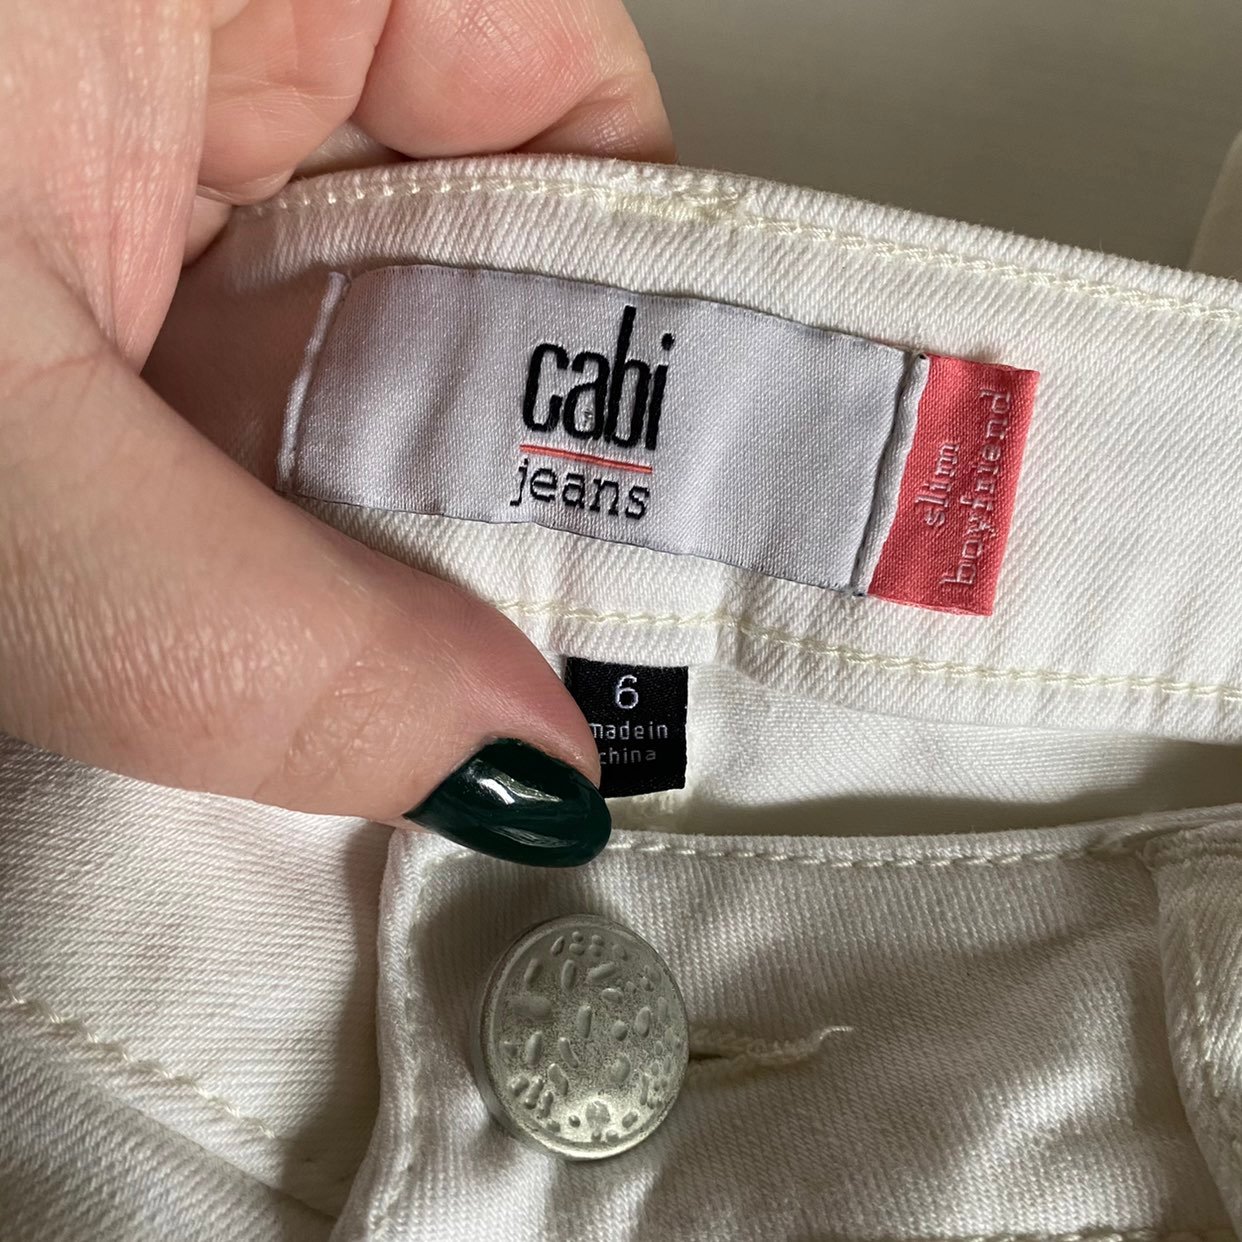 cabi
jeans
slim
boyfriend
6
made in
china